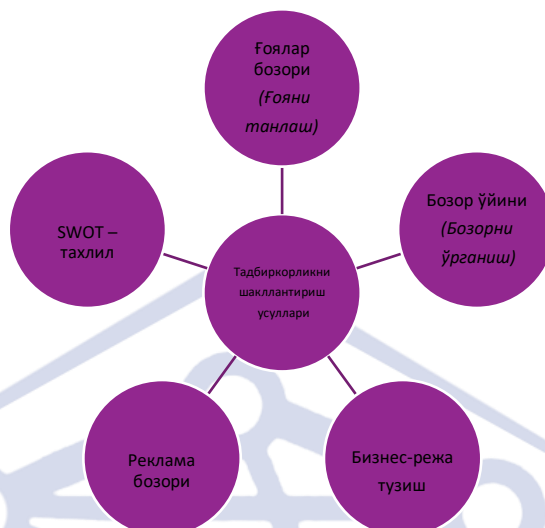 Ғоялар
бозори
(Ғояни
танлаш)
Бозор ўйини
(Бозорни
ўрганиш)
SWOT –
тахлил
Тадбиркорликни
шакллантириш
усуллари
Реклама
бозори
Бизнес-режа
тузиш